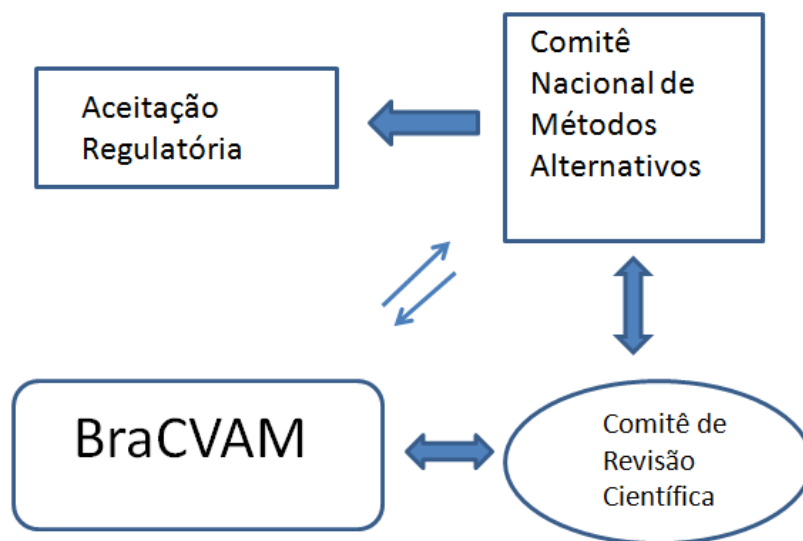 Aceitação
Regulatória
Comitê
Nacional de
Métodos
Alternativos
BraCVAM
Comitê de
Revisão
Científica